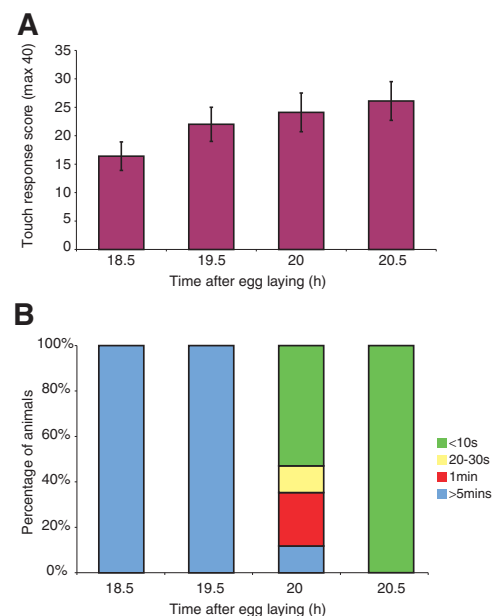 A
Touch response score (max 40)
35
30
25
20
15
10
5
0
18.5 19.5 20 20.5
Time after egg laying (h)
B
Percentage of animals
100%
80%
60%
40%
20%
0%
<10s
20-30s
1min
>5mins
18.5 19.5 20 20.5
Time after egg laying (h)